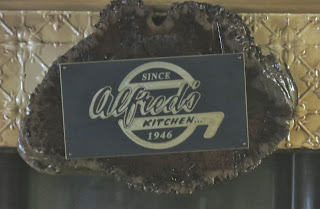 SINCE
Alfred's
KITCHEN...
1946